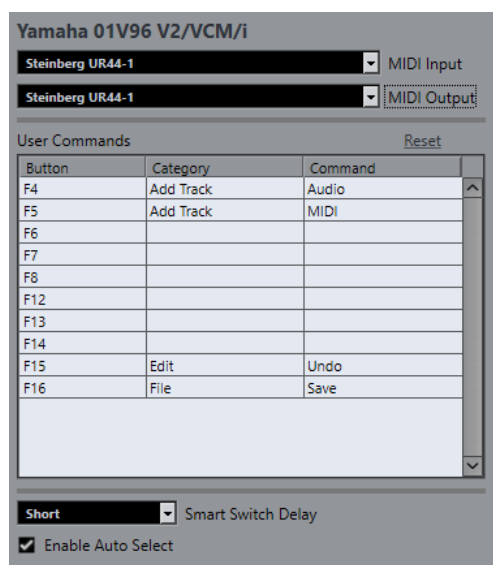 Yamaha 01V96 V2/VCM/i
Steinberg UR44-1 MIDI Input
Steinberg UR44-1 MIDI Output
User Commands Reset
Button Category Command
F4 Add Track Audio
F5 Add Track MIDI
F6
F7
F8
F12
F13
F14
F15 Edit Undo
F16 File Save
Short Smart Switch Delay
Enable Auto Select